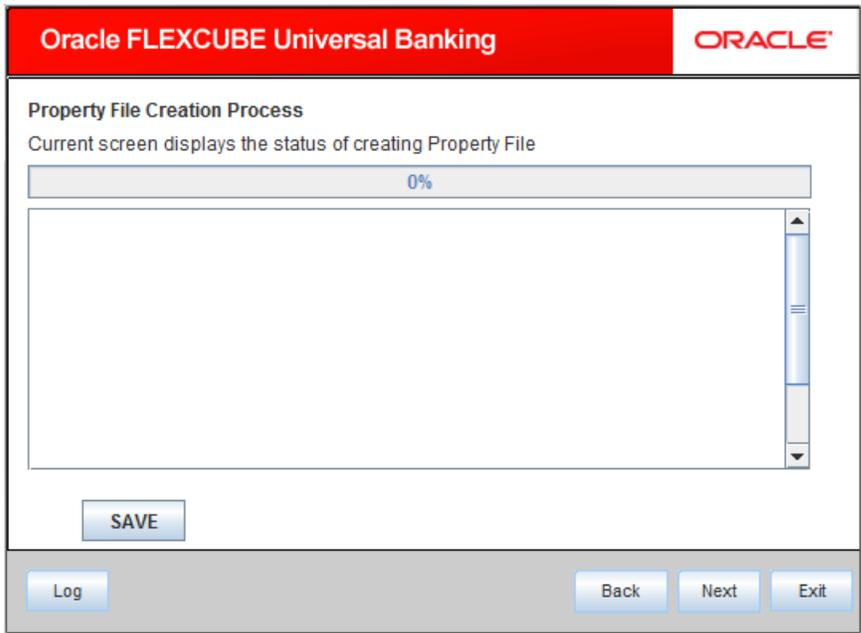 Oracle FLEXCUBE Universal Banking
ORACLE
Property File Creation Process
Current screen displays the status of creating Property File
0%
SAVE
Log
Back
Next
Exit